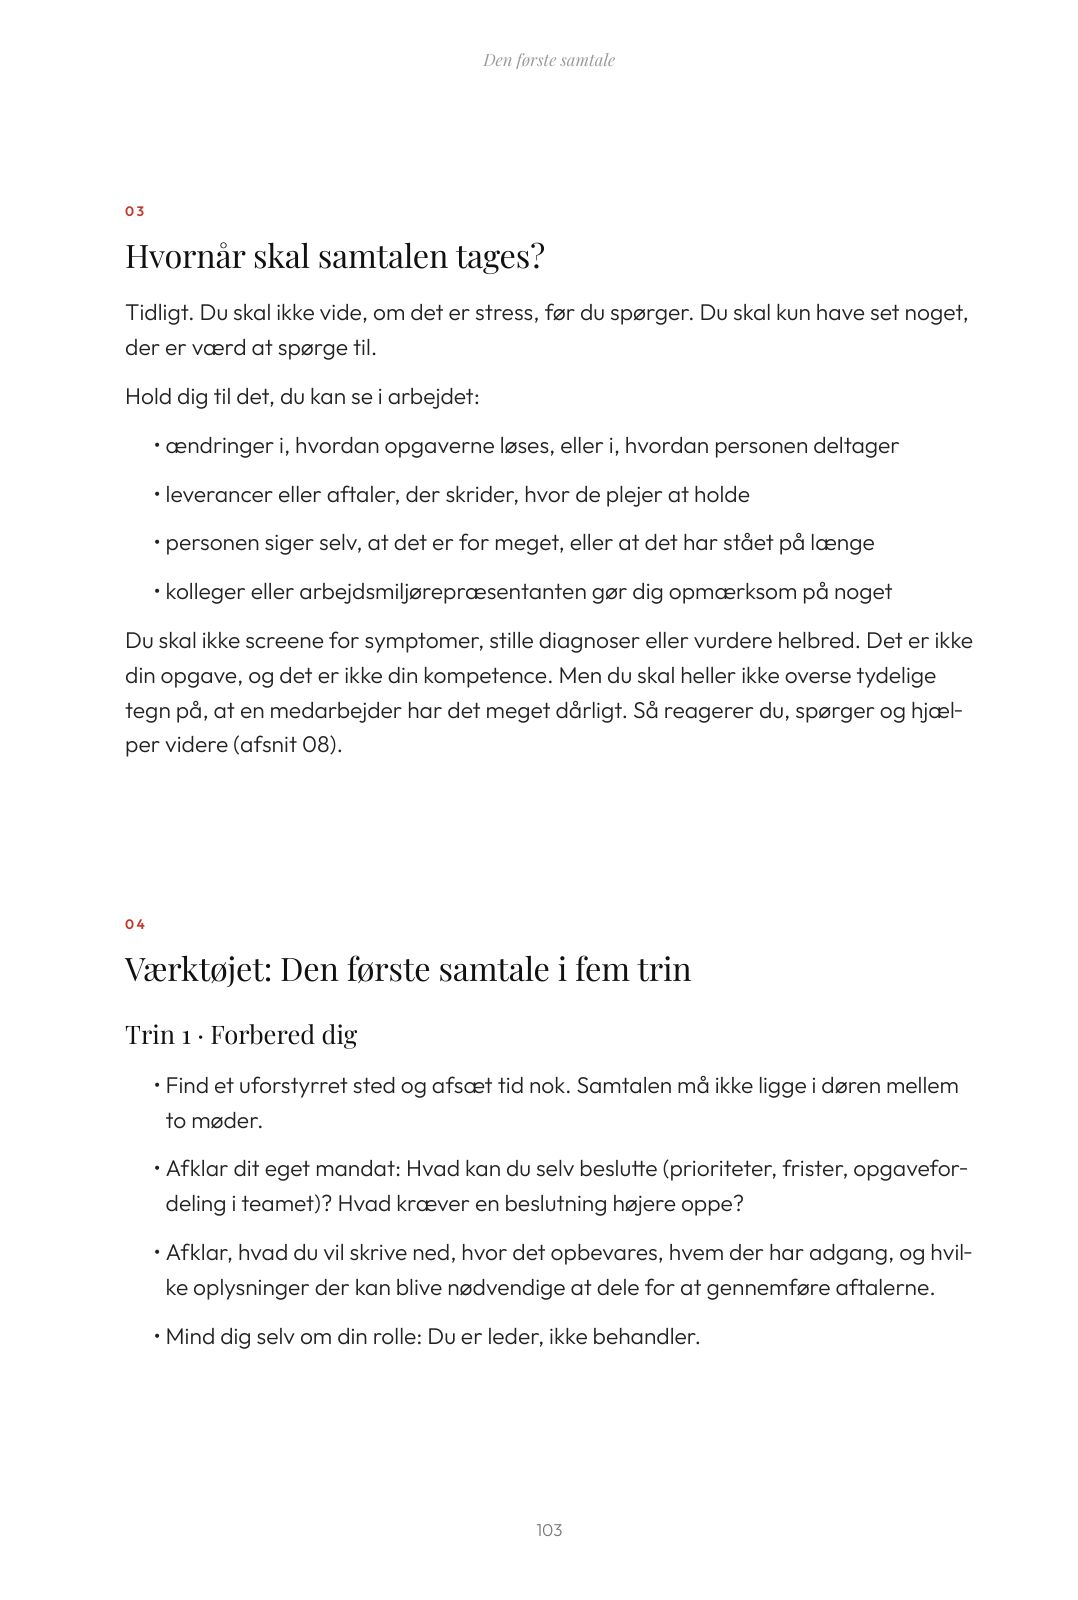 Den første samtale
03
Hvornår skal samtalen tages?
Tidligt. Du skal ikke vide, om det er stress, før du spørger. Du skal kun have set noget,
der er værd at spørge til.
Hold dig til det, du kan se i arbejdet:
• ændringer i, hvordan opgaverne løses, eller i, hvordan personen deltager
• leverancer eller aftaler, der skrider, hvor de plejer at holde
• personen siger selv, at det er for meget, eller at det har stået på længe
• kolleger eller arbejdsmiljørepræsentanten gør dig opmærksom på noget
Du skal ikke screene for symptomer, stille diagnoser eller vurdere helbred. Det er ikke
din opgave, og det er ikke din kompetence. Men du skal heller ikke overse tydelige
tegn på, at en medarbejder har det meget dårligt. Så reagerer du, spørger og hjæl-
per videre (afsnit 08).
04
Værktøjet: Den første samtale i fem trin
Trin 1 · Forbered dig
• Find et uforstyrret sted og afsæt tid nok. Samtalen må ikke ligge i døren mellem
to møder.
• Afklar dit eget mandat: Hvad kan du selv beslutte (prioriteter, frister, opgavefor-
deling i teamet)? Hvad kræver en beslutning højere oppe?
• Afklar, hvad du vil skrive ned, hvor det opbevares, hvem der har adgang, og hvil-
ke oplysninger der kan blive nødvendige at dele for at gennemføre aftalerne.
• Mind dig selv om din rolle: Du er leder, ikke behandler.
103